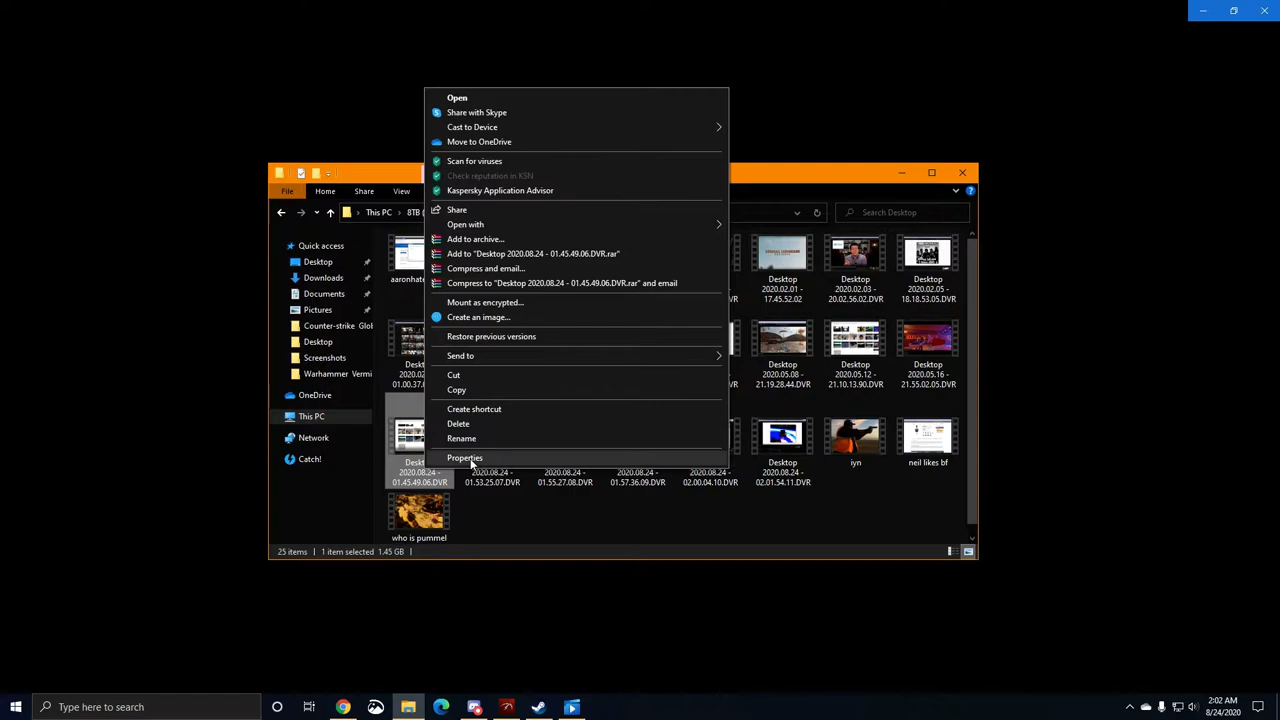 Open
Share with Skype
Cast to Device
Move to OneDrive
Scan for viruses
Check reputation in KSN
Kaspersky Application Advisor
Share
Open with
Add to archive...
Add to "Desktop 2020.08.24 - 01.45.49.06.DVR.rar"
Compress and email...
Compress to "Desktop 2020.08.24 - 01.45.49.06.DVR.rar" and email
Mount as encrypted...
Create an image...
Restore previous versions
Send to
Cut
Copy
Create shortcut
Delete
Rename
Properties
File Home Share View
This PC 8TB (
Search Desktop
Quick access
Desktop
Downloads
Documents
Pictures
Counter-strike Glob
Desktop
Screenshots
Warhammer Vermi
OneDrive
This PC
Network
Catch!
aaronhate
Desktop
2020.02.01 -
17.45.52.02
Desktop
2020.02.03 -
20.02.56.02.DVR
Desktop
2020.02.05 -
18.18.53.05.DVR
01.00.37.0
Desktop
2020.05.08 -
21.19.28.44.DVR
Desktop
2020.05.12 -
21.10.13.90.DVR
Desktop
2020.05.16 -
21.55.02.05.DVR
Deskt
2020.08.24 -
01.45.49.06.DVR
2020.08.24 -
01.53.25.07.DVR
2020.08.24 -
01.55.27.08.DVR
2020.08.24 -
01.57.36.09.DVR
2020.08.24 -
02.00.04.10.DVR
Desktop
2020.08.24 -
02.01.54.11.DVR
iyn
neil likes bf
who is pummel
25 items 1 item selected 1.45 GB
Type here to search
2:02 AM
8/24/2020